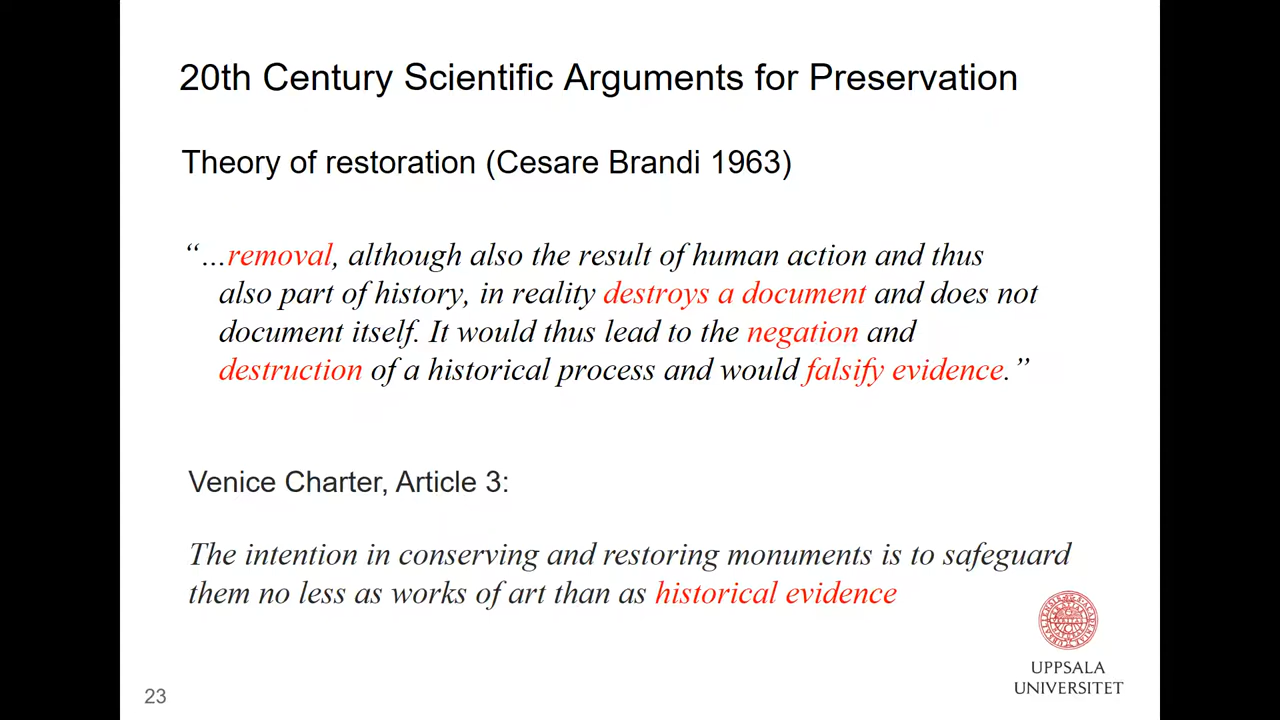 20th Century Scientific Arguments for Preservation
Theory of restoration (Cesare Brandi 1963)
“…removal, although also the result of human action and thus
also part of history, in reality destroys a document and does not
document itself. It would thus lead to the negation and
destruction of a historical process and would falsify evidence.”
Venice Charter, Article 3:
The intention in conserving and restoring monuments is to safeguard
them no less as works of art than as historical evidence
UPPSALA
UNIVERSITET
23